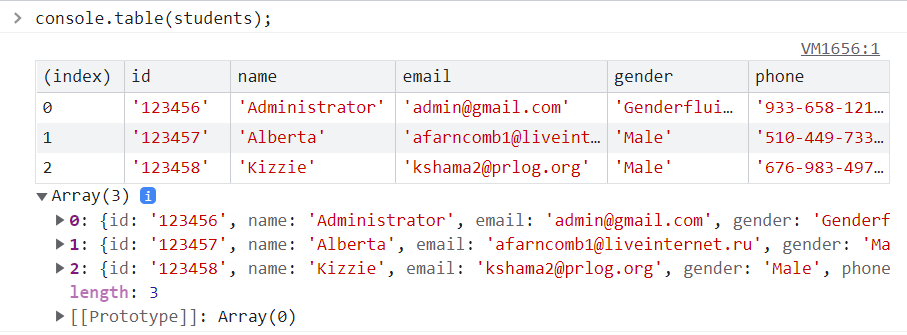 > console.table(students);
VM1656:1
(index) id name email gender phone
0 '123456' 'Administrator' 'admin@gmail.com' 'Genderflui… '933-658-121…
1 '123457' 'Alberta' 'afarncomb1@liveint… 'Male' '510-449-733…
2 '123458' 'Kizzie' 'kshama2@prlog.org' 'Male' '676-983-497…
▼Array(3) i
▶0: {id: '123456', name: 'Administrator', email: 'admin@gmail.com', gender: 'Genderf
▶1: {id: '123457', name: 'Alberta', email: 'afarncomb1@liveinternet.ru', gender: 'Ma
▶2: {id: '123458', name: 'Kizzie', email: 'kshama2@prlog.org', gender: 'Male', phone
length: 3
▶[[Prototype]]: Array(0)